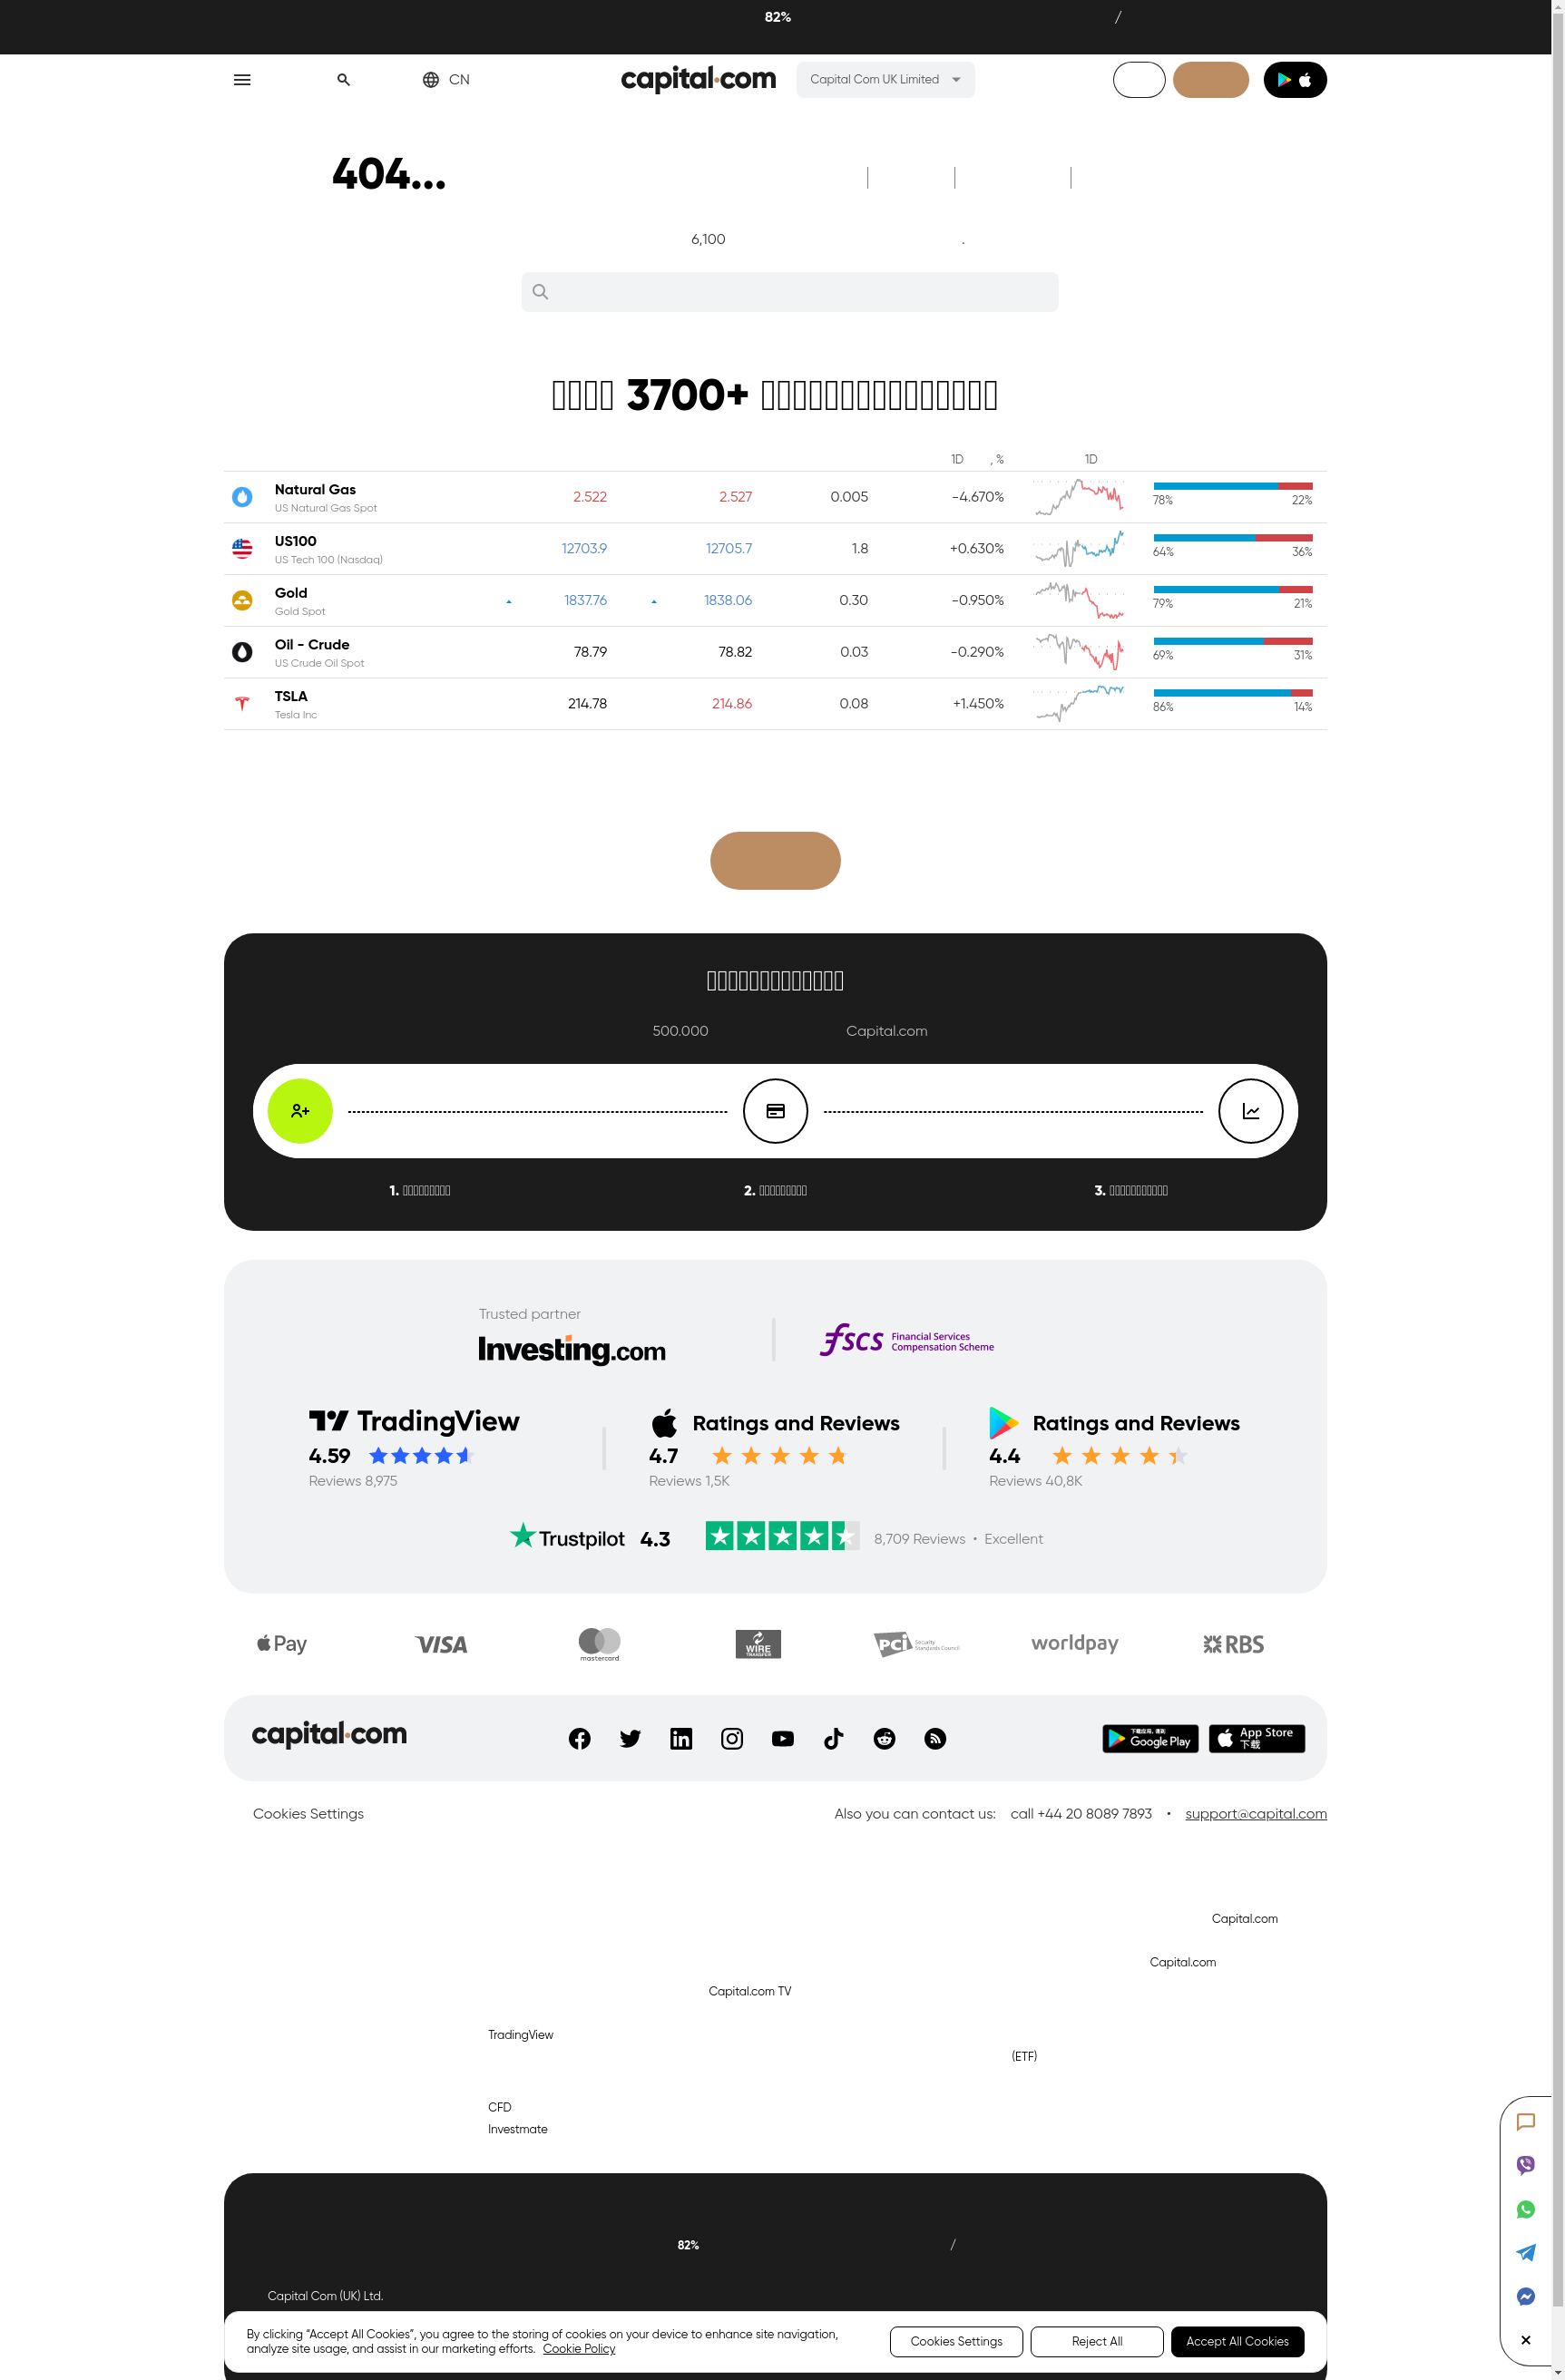 82% /
CN
capital.com
Capital Com UK Limited
404...
6,100 .
3700+
1D , % 1D
Natural Gas 2.522 2.527 0.005 -4.670% 78% 22%
US Natural Gas Spot
US100 12703.9 12705.7 1.8 +0.630% 64% 36%
US Tech 100 (Nasdaq)
Gold 1837.76 1838.06 0.30 -0.950% 79% 21%
Gold Spot
Oil - Crude 78.79 78.82 0.03 -0.290% 69% 31%
US Crude Oil Spot
TSLA 214.78 214.86 0.08 +1.450% 86% 14%
Tesla Inc
500.000 Capital.com
1. 2. 3.
Trusted partner
Investing.com
fscs Financial Services
Compensation Scheme
TradingView
4.59
Reviews 8,975
Ratings and Reviews
4.7
Reviews 1,5K
Ratings and Reviews
4.4
Reviews 40,8K
Trustpilot 4.3 8,709 Reviews • Excellent
Pay VISA mastercard WIRE TRANSFER PCI Security Standards Council worldpay RBS
capital.com
下载应用，请到
Google Play
App Store
下载
Cookies Settings
Also you can contact us: call +44 20 8089 7893 • support@capital.com
Capital.com
Capital.com
Capital.com TV
TradingView
(ETF)
CFD
Investmate
82% /
Capital Com (UK) Ltd.
By clicking “Accept All Cookies”, you agree to the storing of cookies on your device to enhance site navigation,
analyze site usage, and assist in our marketing efforts. Cookie Policy
Cookies Settings
Reject All
Accept All Cookies